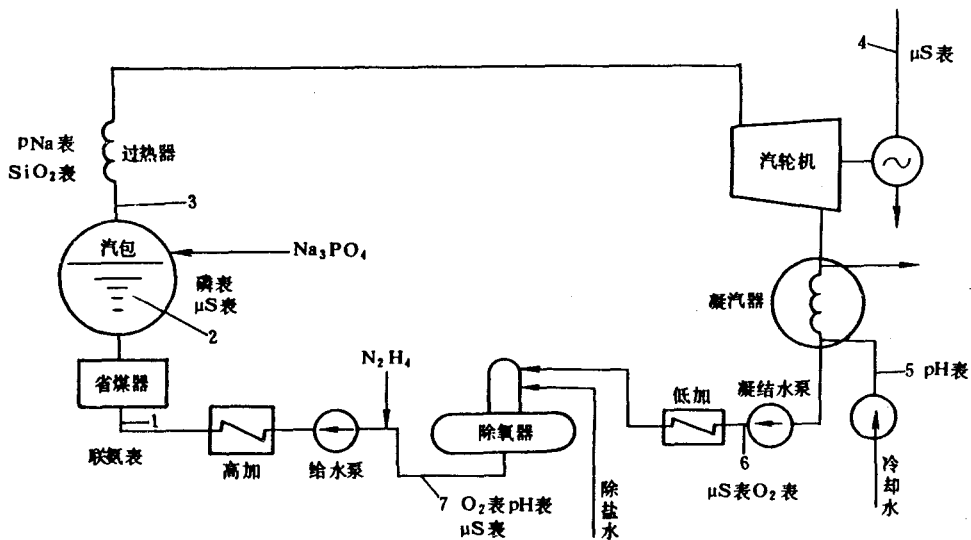 4
μS表
pNa表
SiO₂表
过热器
汽轮机
~
3
汽包
Na₃PO₄
磷表
μS表
2
凝汽器
省煤器
N₂H₄
5 pH表
低加
凝结水泵
1
除氧器
联氨表
高加
给水泵
6
冷却水
7 O₂表pH表
μS表
除盐水
μS表O₂表